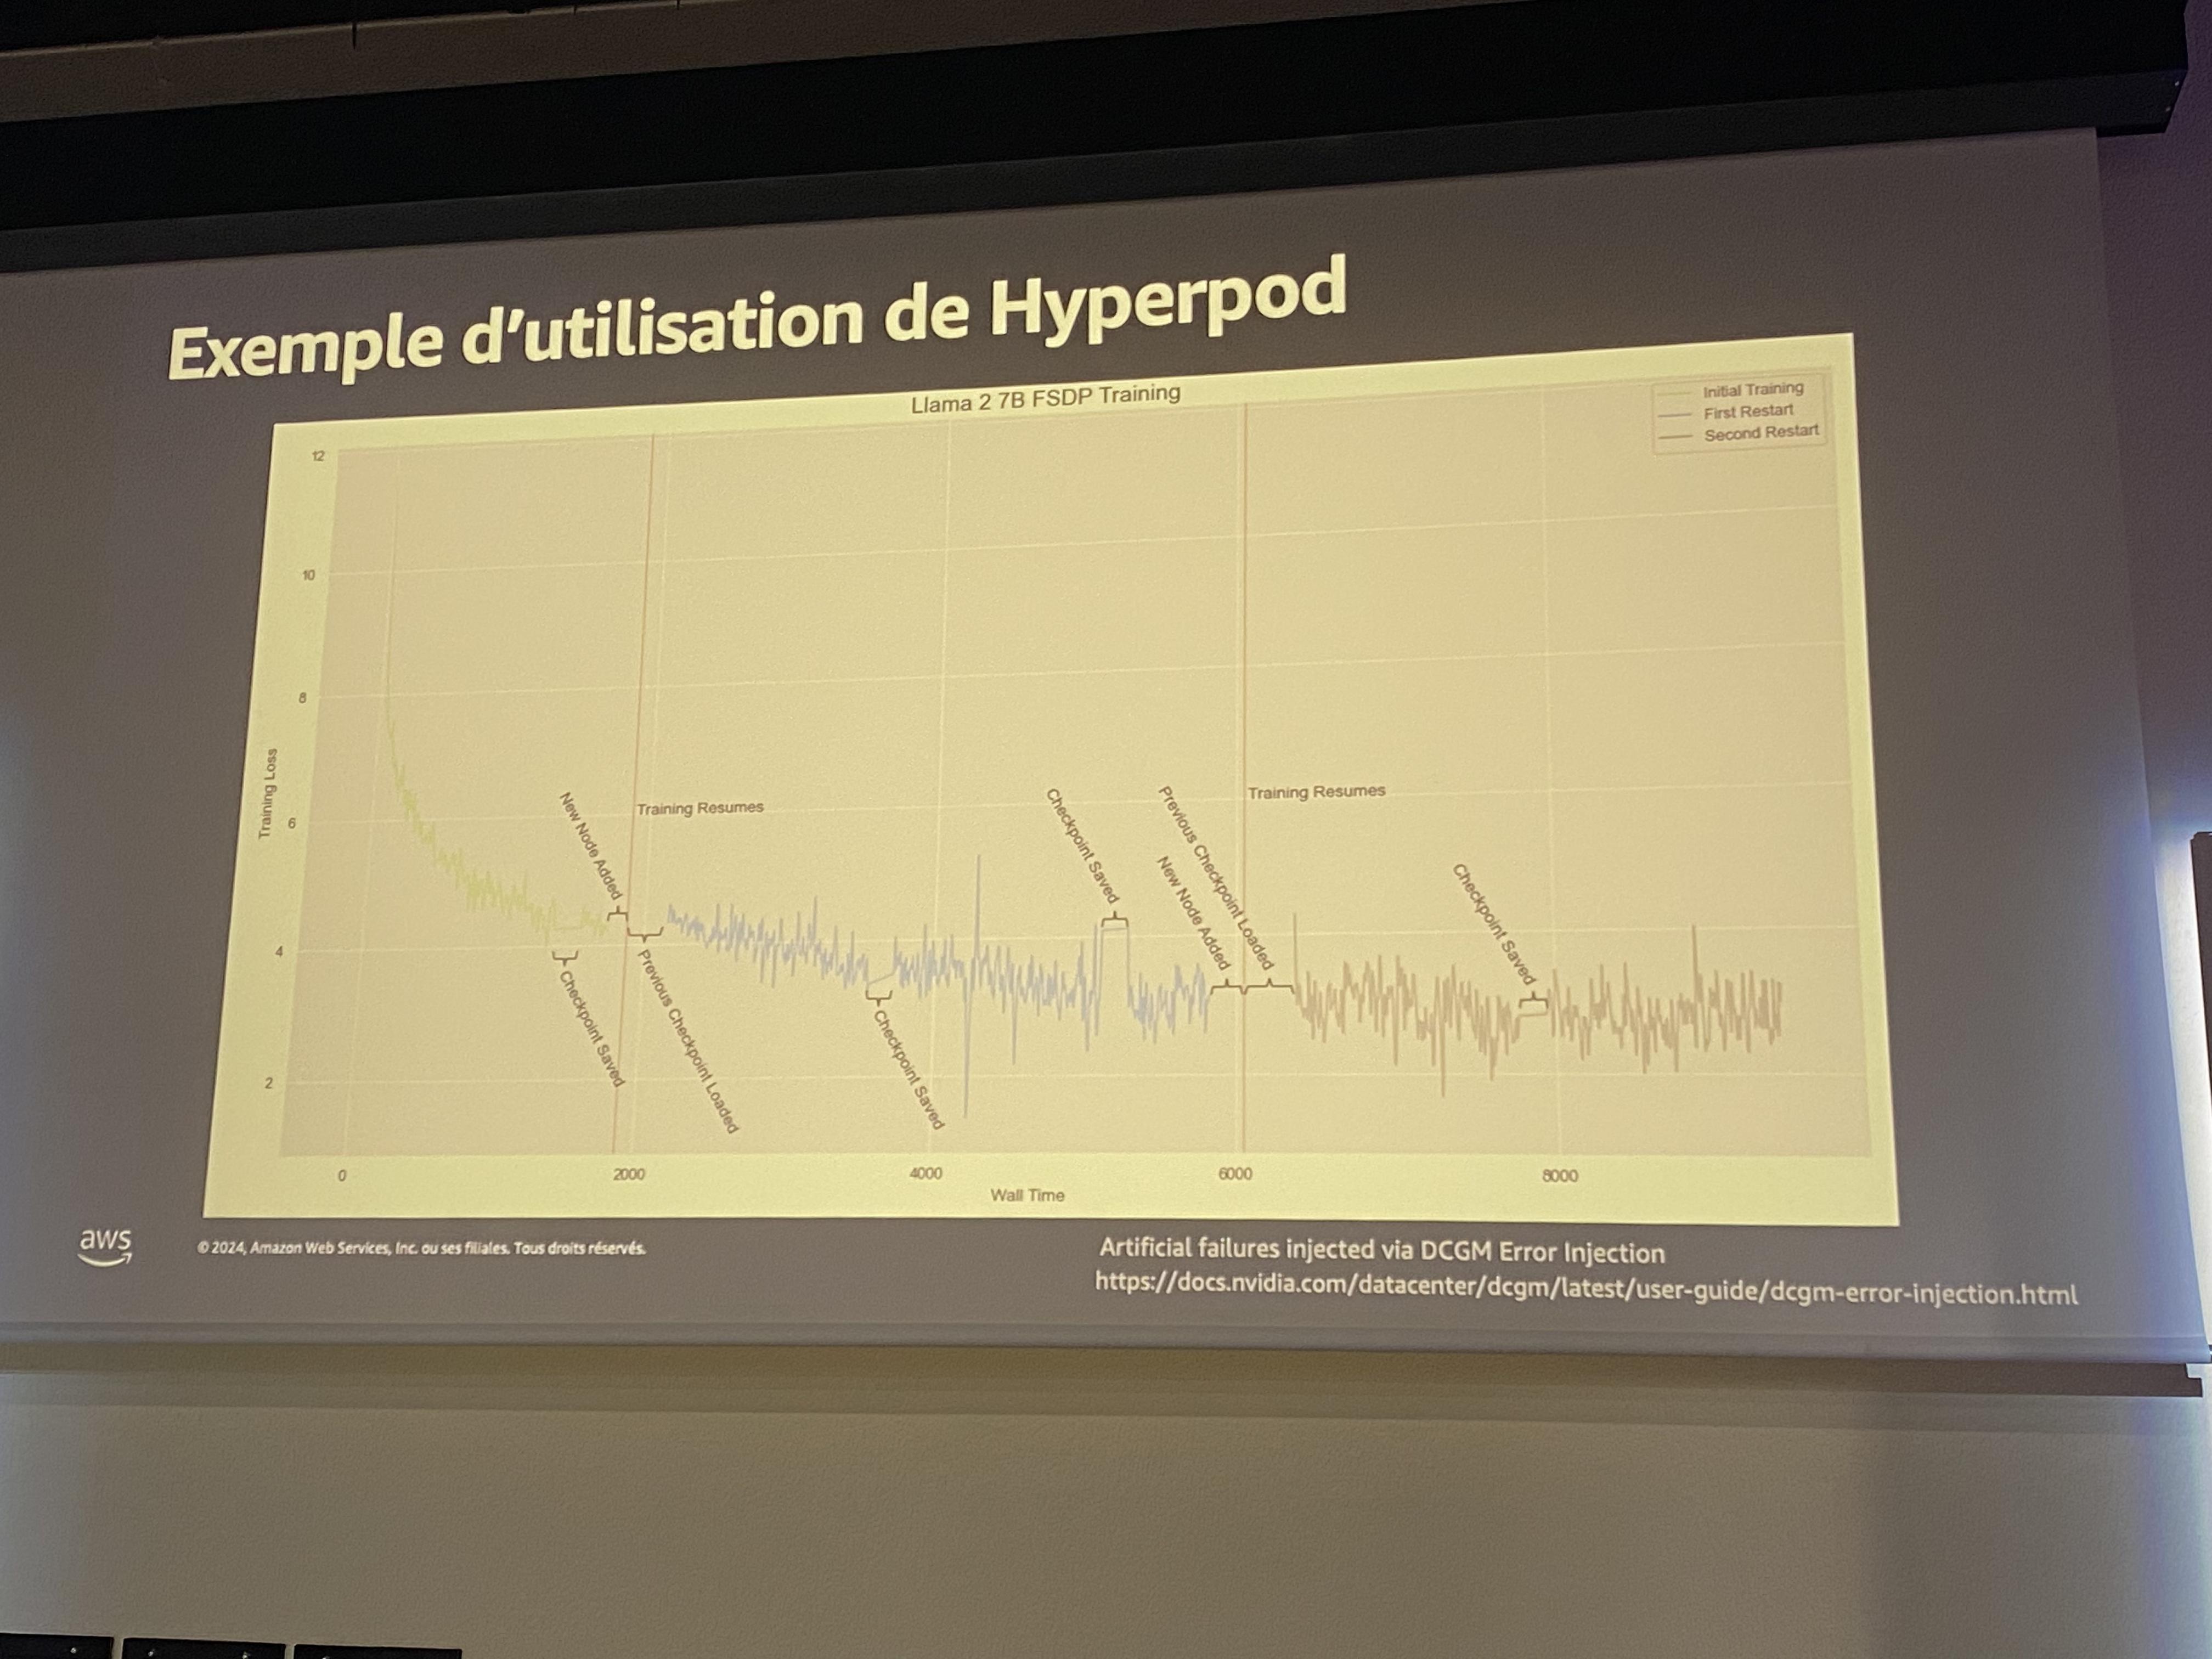 Exemple d'utilisation de Hyperpod
Llama 2 7B FSDP Training
Initial Training
First Restart
Second Restart
12
10
8
6
4
2
Training Loss
New Node Added
Training Resumes
Checkpoint Saved
Previous Checkpoint Loaded
Checkpoint Saved
Checkpoint Saved
Previous Checkpoint Loaded
New Node Added
Training Resumes
Checkpoint Saved
0
2000
4000
6000
8000
Wall Time
aws
© 2024, Amazon Web Services, Inc. ou ses filiales. Tous droits réservés.
Artificial failures injected via DCGM Error Injection
https://docs.nvidia.com/datacenter/dcgm/latest/user-guide/dcgm-error-injection.html